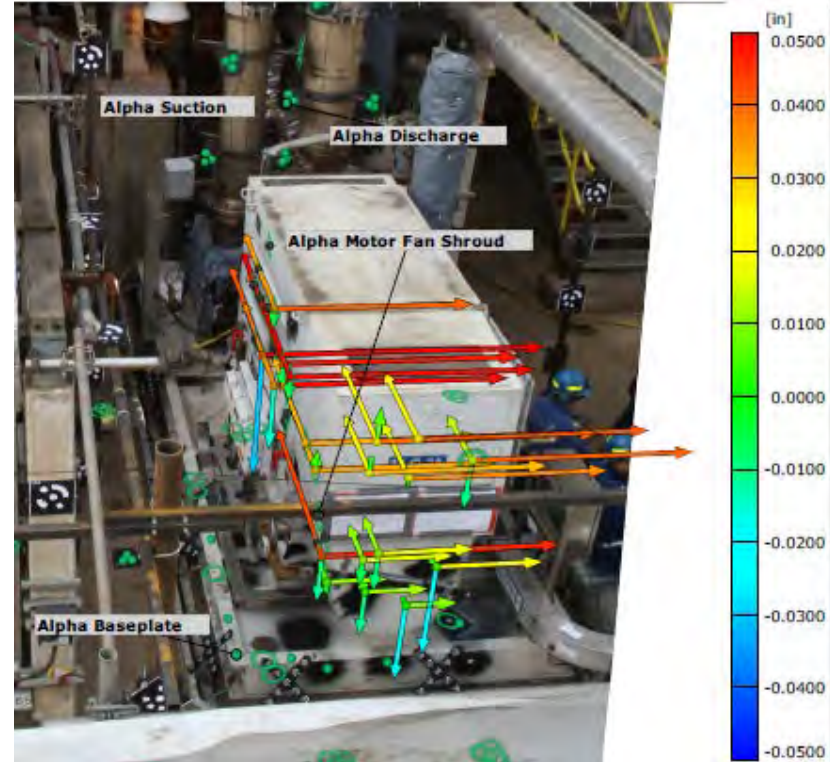 [in]
0.0500
Alpha Suction
0.0400
Alpha Discharge
0.0300
Alpha Motor Fan Shroud
0.0200
0.0100
0.0000
-0.0100
-0.0200
Alpha Baseplate
-0.0300
-0.0400
-0.0500